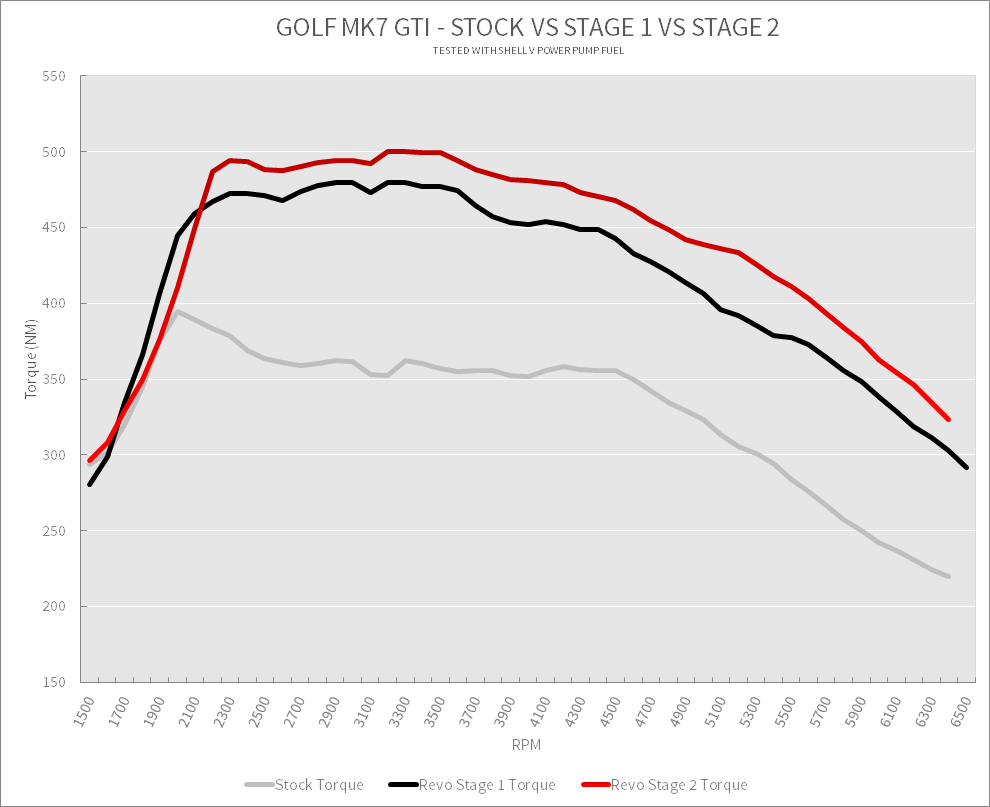 GOLF MK7 GTI - STOCK VS STAGE 1 VS STAGE 2
TESTED WITH SHELL V POWER PUMP FUEL
550
500
450
400
350
300
250
200
150
Torque (NM)
1500 1700 1900 2100 2300 2500 2700 2900 3100 3300 3500 3700 3900 4100 4300 4500 4700 4900 5100 5300 5500 5700 5900 6100 6300 6500
RPM
Stock Torque Revo Stage 1 Torque Revo Stage 2 Torque